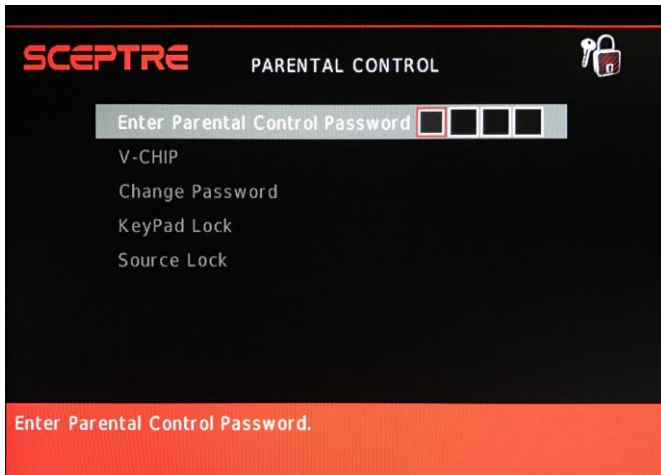 SCEPTRE
PARENTAL CONTROL
Enter Parental Control Password
V-CHIP
Change Password
KeyPad Lock
Source Lock
Enter Parental Control Password.